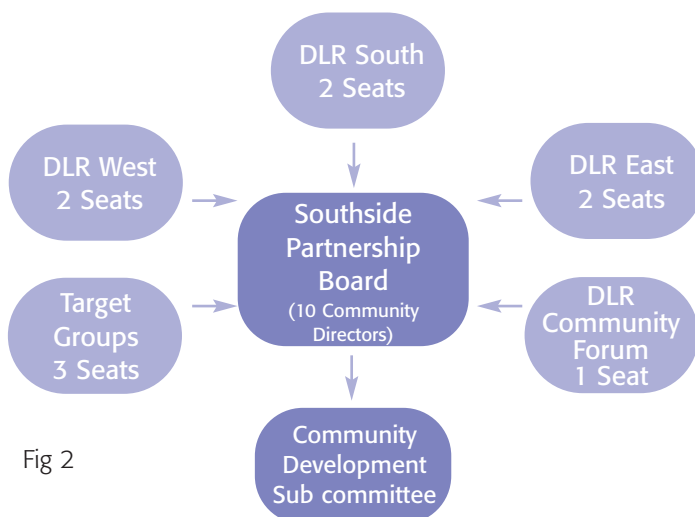 DLR South
2 Seats
DLR West
2 Seats
DLR East
2 Seats
Southside
Partnership
Board
(10 Community
Directors)
Target
Groups
3 Seats
DLR
Community
Forum
1 Seat
Community
Development
Sub committee
Fig 2